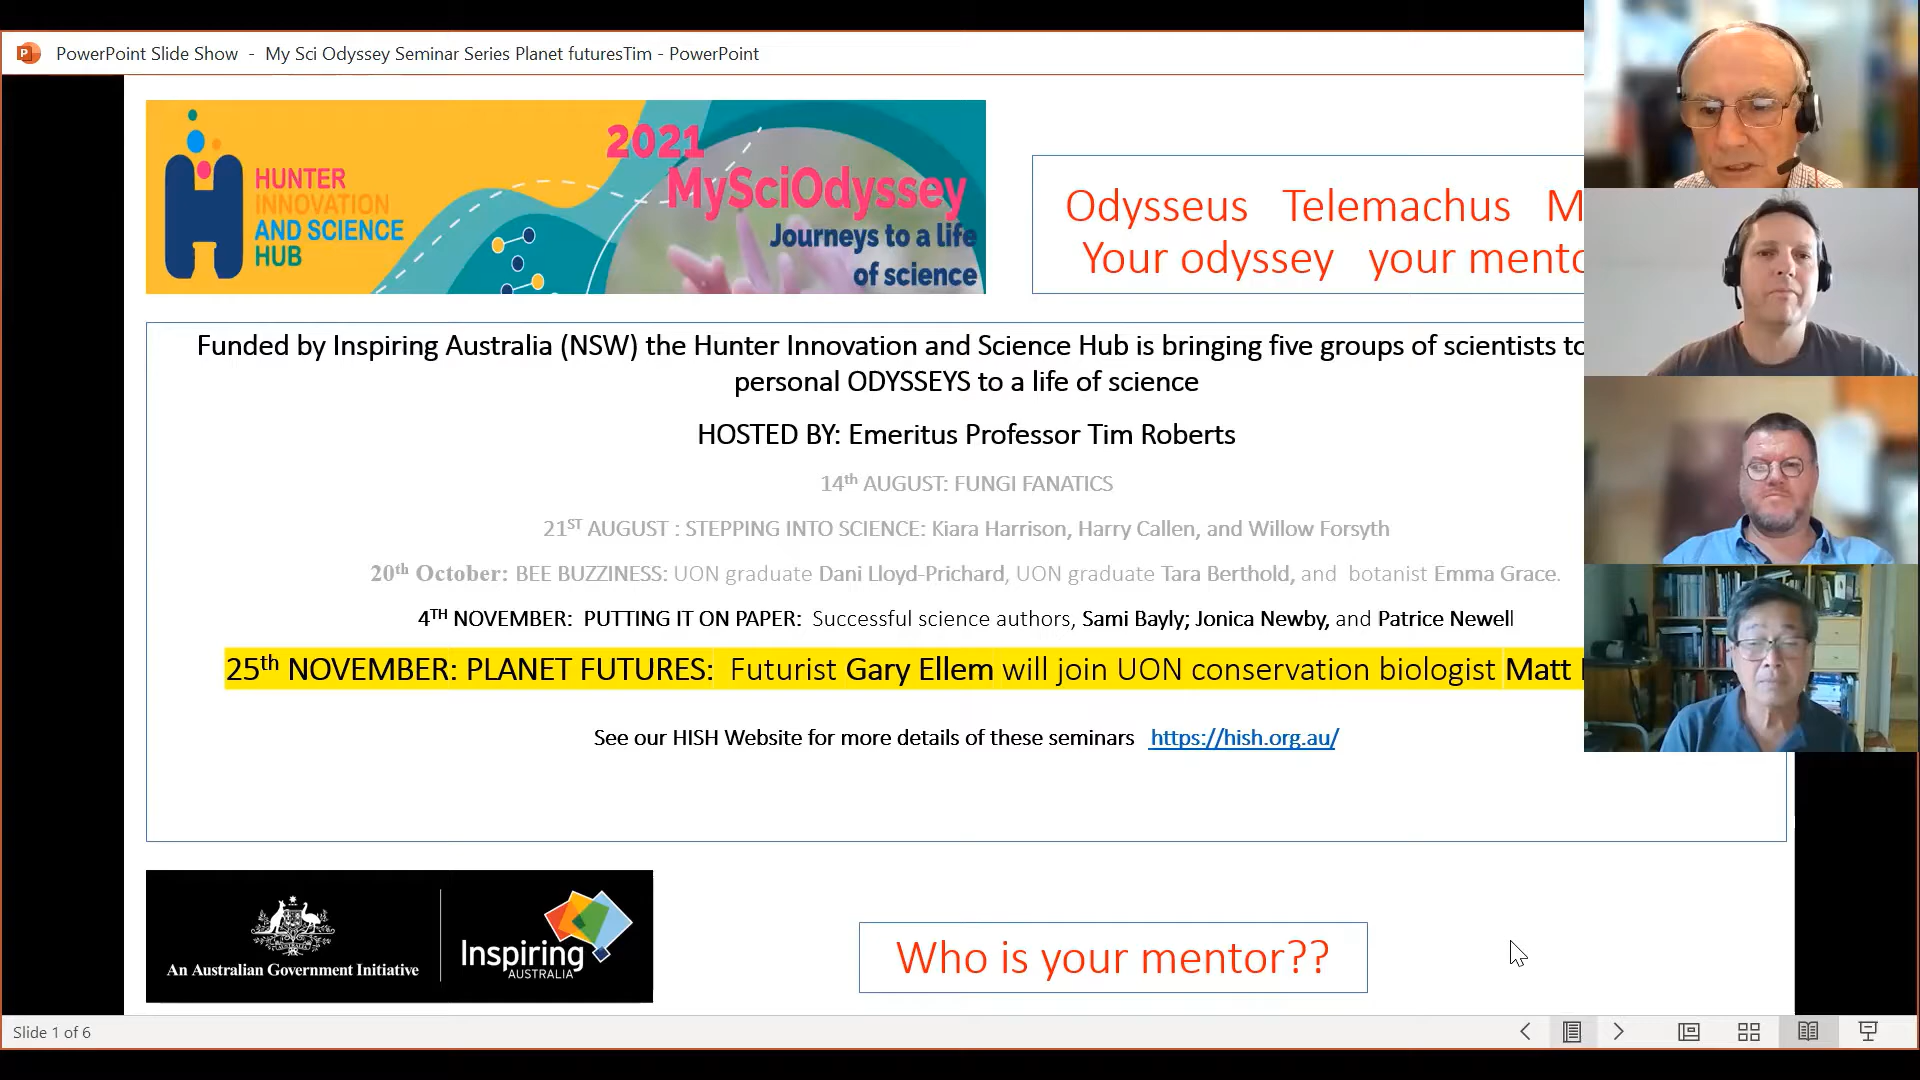 PowerPoint Slide Show - My Sci Odyssey Seminar Series Planet futuresTim - PowerPoint
HUNTER
INNOVATION
AND SCIENCE
HUB
2021
MySciOdyssey
Journeys to a life
of science
Odysseus Telemachus M
Your odyssey your mento
Funded by Inspiring Australia (NSW) the Hunter Innovation and Science Hub is bringing five groups of scientists to
personal ODYSSEYS to a life of science
HOSTED BY: Emeritus Professor Tim Roberts
14th AUGUST: FUNGI FANATICS
21ST AUGUST : STEPPING INTO SCIENCE: Kiara Harrison, Harry Callen, and Willow Forsyth
20th October: BEE BUZZINESS: UON graduate Dani Lloyd-Prichard, UON graduate Tara Berthold, and botanist Emma Grace.
4TH NOVEMBER: PUTTING IT ON PAPER: Successful science authors, Sami Bayly; Jonica Newby, and Patrice Newell
25th NOVEMBER: PLANET FUTURES: Futurist Gary Ellem will join UON conservation biologist Matt
See our HISH Website for more details of these seminars https://hish.org.au/
An Australian Government Initiative
Inspiring
AUSTRALIA
Who is your mentor??
Slide 1 of 6